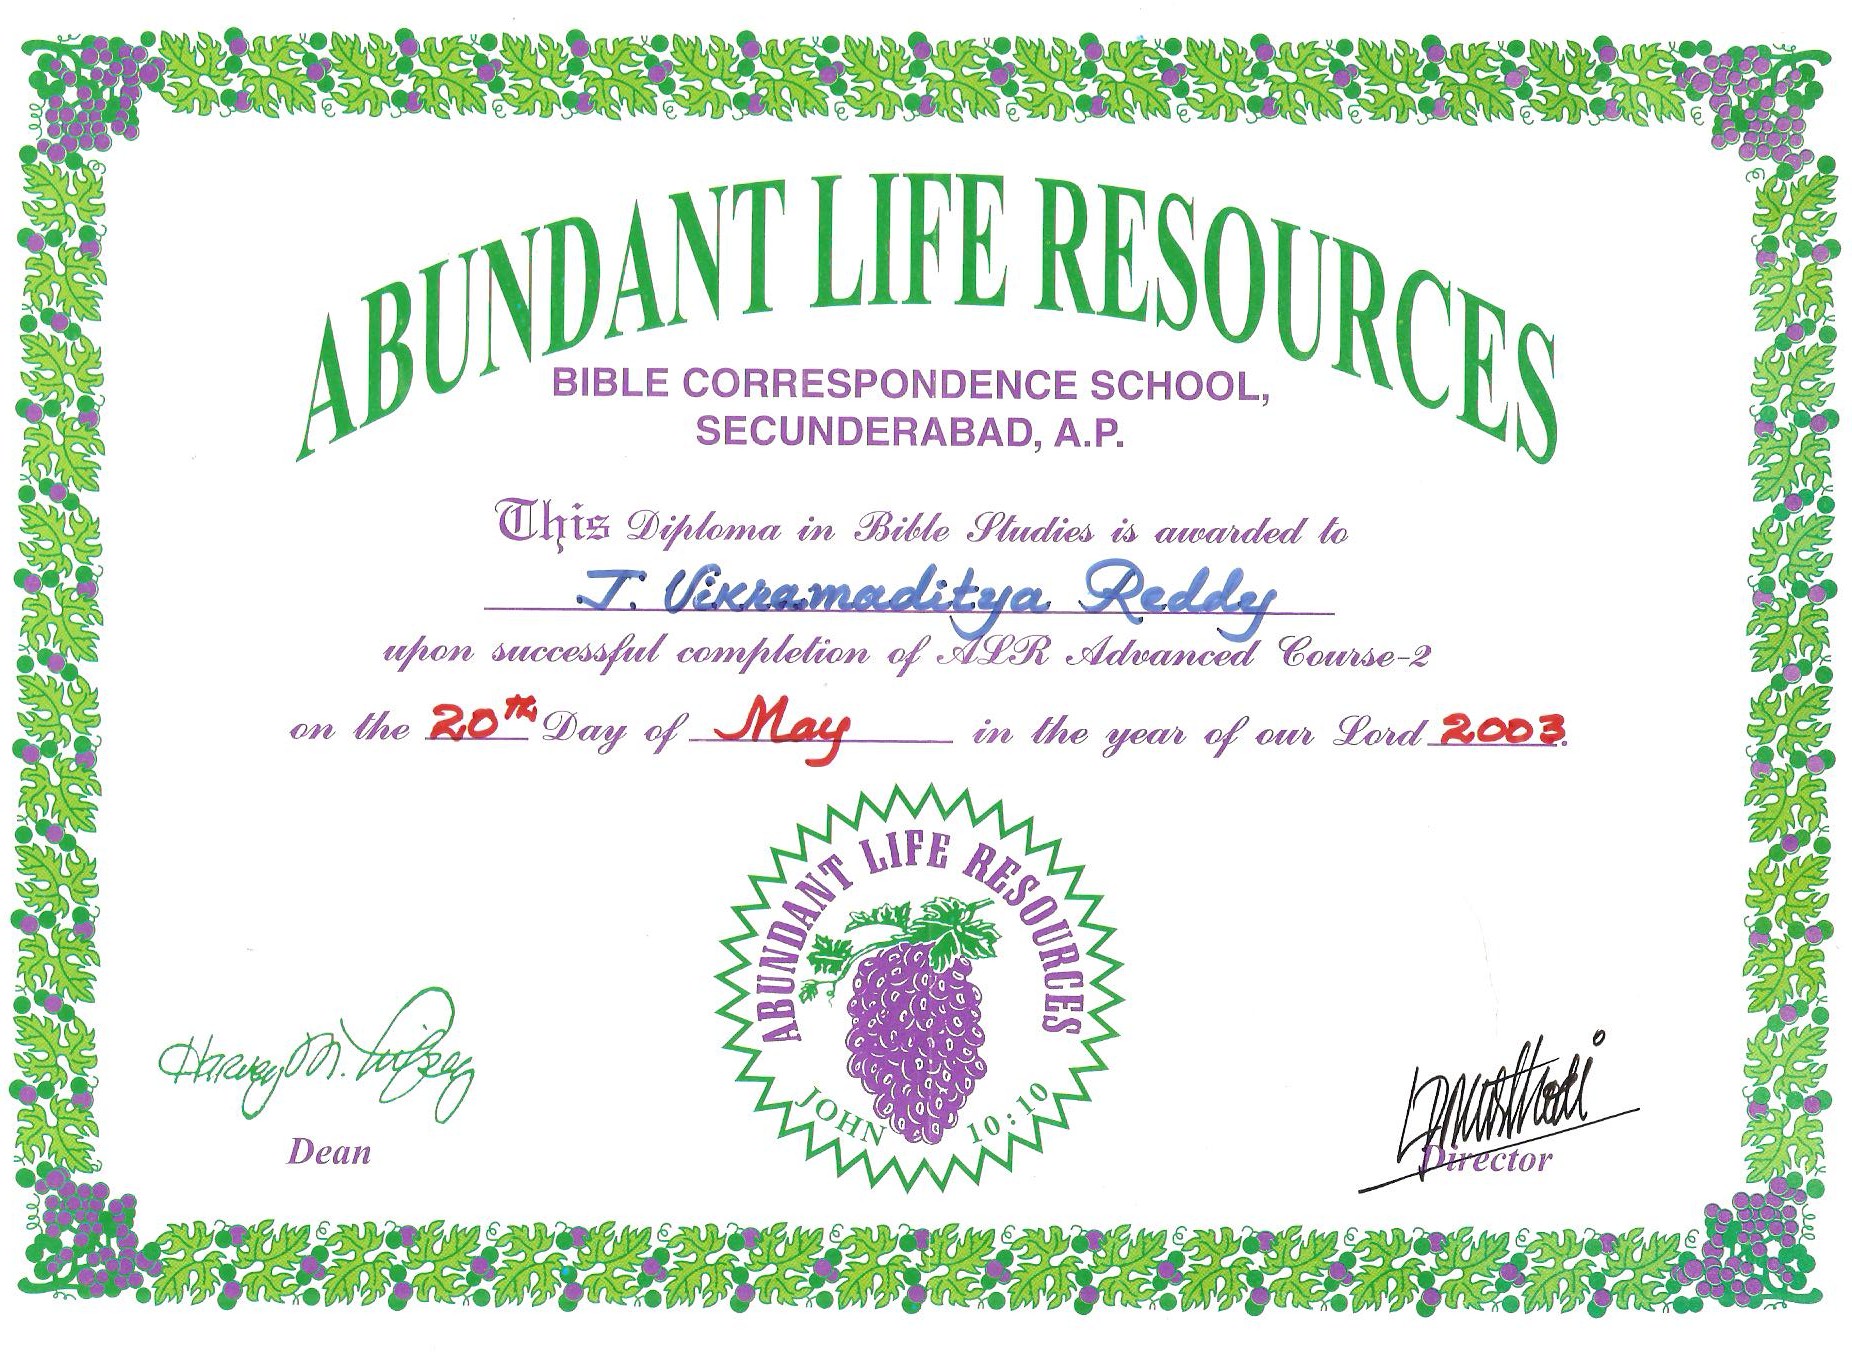 ABUNDANT LIFE RESOURCES
BIBLE CORRESPONDENCE SCHOOL,
SECUNDERABAD, A.P.
This Diploma in Bible Studies is awarded to
J. Vikramaditya Reddy
upon successful completion of ALR Advanced Course-2
on the 20th Day of May in the year of our Lord 2003.
ABUNDANT LIFE RESOURCES
JOHN 10:10
Harvey M.
Dean
Director